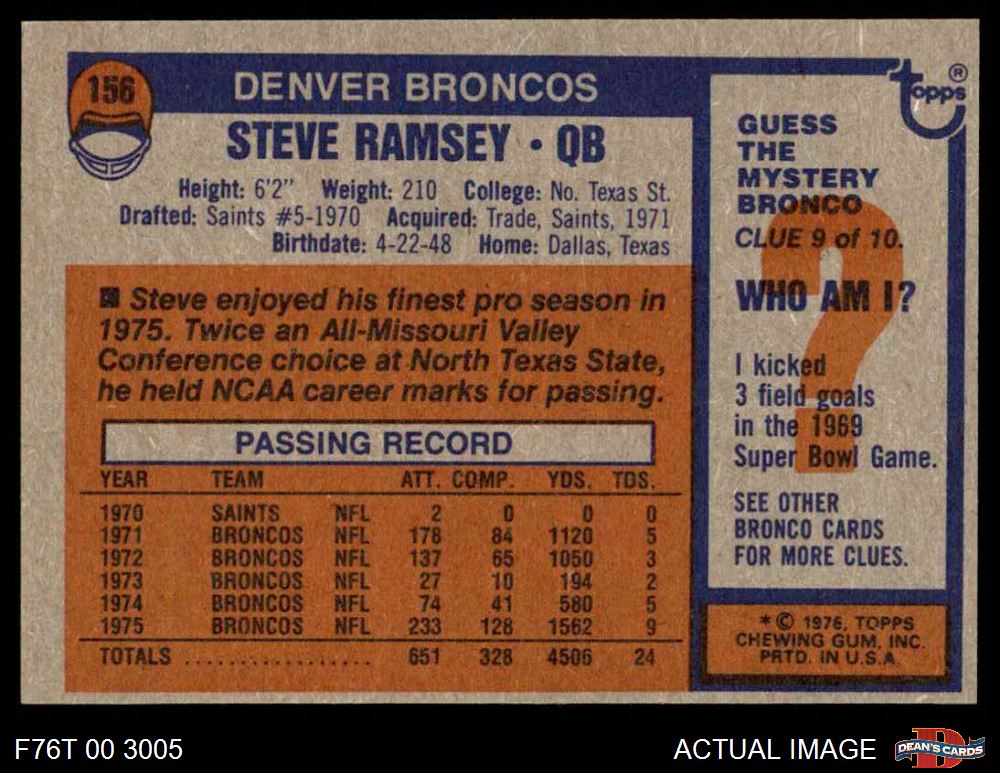 156
DENVER BRONCOS
STEVE RAMSEY • QB
Height: 6'2" Weight: 210 College: No. Texas St.
Drafted: Saints #5-1970 Acquired: Trade, Saints, 1971
Birthdate: 4-22-48 Home: Dallas, Texas
Steve enjoyed his finest pro season in
1975. Twice an All-Missouri Valley
Conference choice at North Texas State,
he held NCAA career marks for passing.
PASSING RECORD
YEAR TEAM ATT. COMP. YDS. TDS.
1970 SAINTS NFL 2 0 0 0
1971 BRONCOS NFL 178 84 1120 5
1972 BRONCOS NFL 137 65 1050 3
1973 BRONCOS NFL 27 10 194 2
1974 BRONCOS NFL 74 41 580 5
1975 BRONCOS NFL 233 128 1562 9
TOTALS .................. 651 328 4506 24
topps ®
GUESS
THE
MYSTERY
BRONCO
CLUE 9 of 10.
?
WHO AM I?
I kicked
3 field goals
in the 1969
Super Bowl Game.
SEE OTHER
BRONCO CARDS
FOR MORE CLUES.
* © 1976, TOPPS
CHEWING GUM, INC.
PRTD. IN U.S.A.
F76T 00 3005
ACTUAL IMAGE
D
DEAN'S CARDS